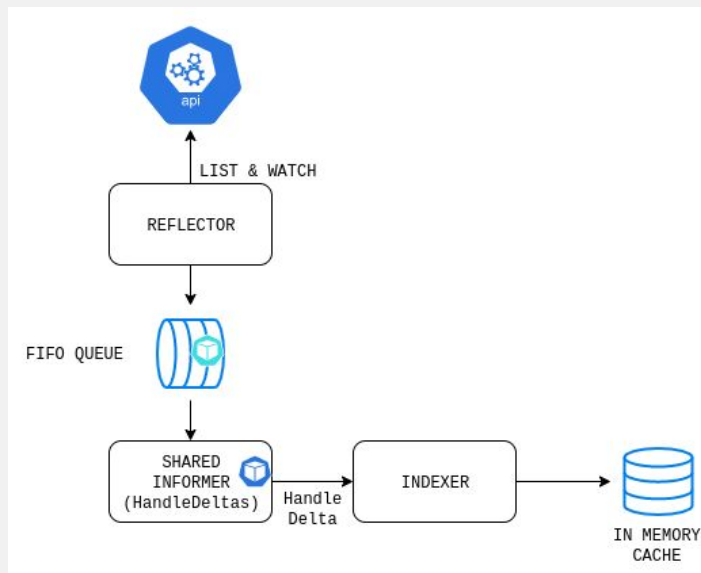 api
LIST & WATCH
REFLECTOR
FIFO QUEUE
SHARED
INFORMER
(HandleDeltas)
Handle
Delta
INDEXER
IN MEMORY
CACHE